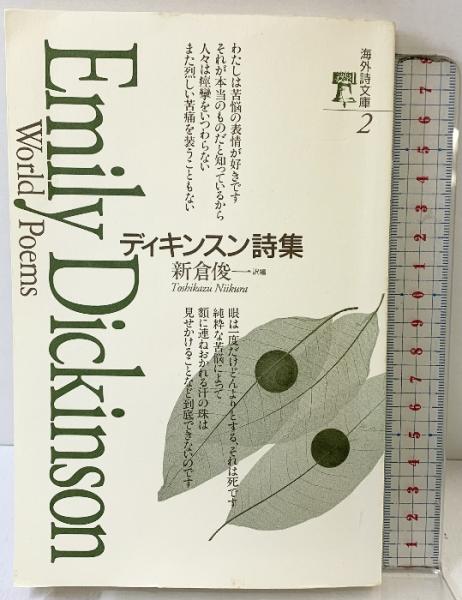 海外詩文庫
2
Emily Dickinson
World Poems
わたしは苦悩の表情が好きです
それが本当のものだと知っているから
人々は痙攣をいつわらない
また烈しい苦痛を装うこともない
ディキンスン詩集
新倉俊一 訳編
Toshikazu Niikura
眼は一度だけどんよりとする、それは死です
純粋な苦悩によって
額に連ねおかれる汗の珠は
見せかけることなど到底できないのです